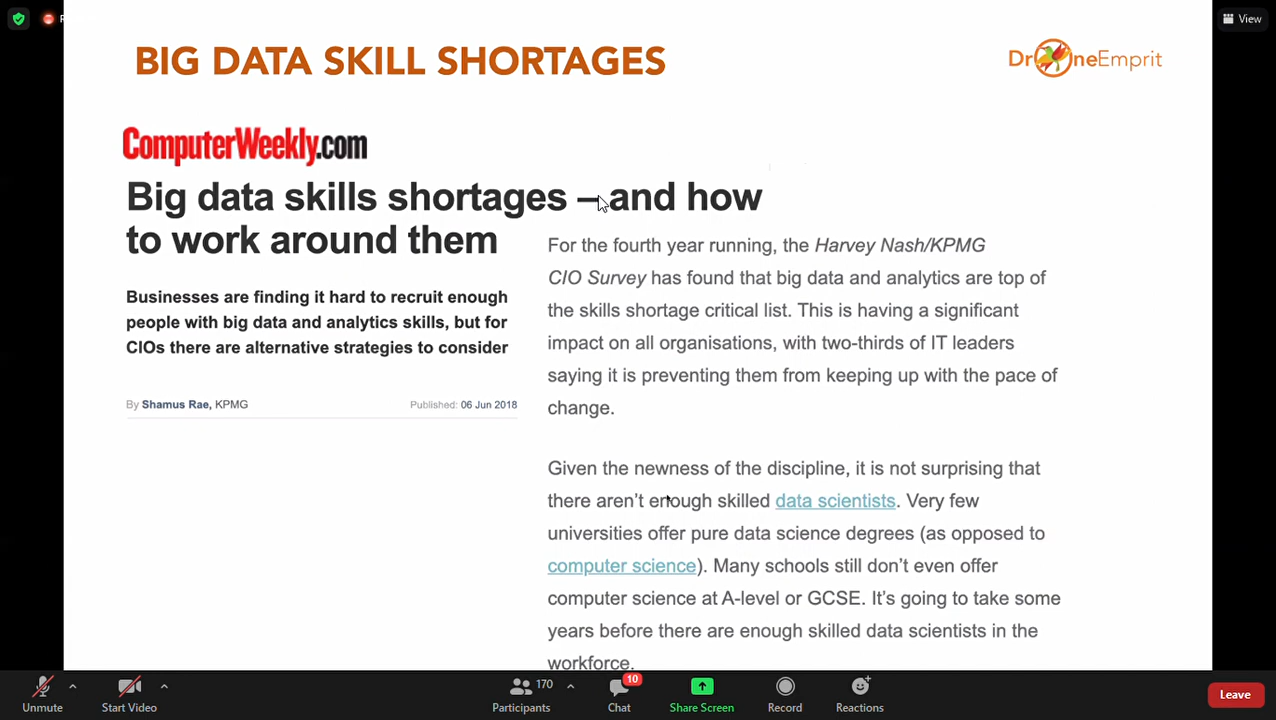 View
BIG DATA SKILL SHORTAGES
DroneEmprit
ComputerWeekly.com
Big data skills shortages – and how
to work around them
Businesses are finding it hard to recruit enough
people with big data and analytics skills, but for
CIOs there are alternative strategies to consider
By Shamus Rae, KPMG
Published: 06 Jun 2018
For the fourth year running, the Harvey Nash/KPMG
CIO Survey has found that big data and analytics are top of
the skills shortage critical list. This is having a significant
impact on all organisations, with two-thirds of IT leaders
saying it is preventing them from keeping up with the pace of
change.
Given the newness of the discipline, it is not surprising that
there aren't enough skilled data scientists. Very few
universities offer pure data science degrees (as opposed to
computer science). Many schools still don't even offer
computer science at A-level or GCSE. It's going to take some
years before there are enough skilled data scientists in the
workforce.
170
10
Unmute
Start Video
Participants
Chat
Share Screen
Record
Reactions
Leave